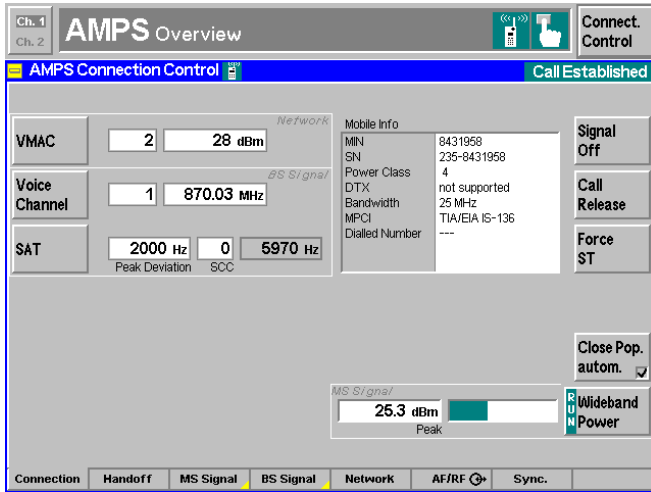 Ch. 1
Ch. 2
AMPS Overview
Connect.
Control
AMPS Connection Control
Call Established
VMAC
2
28 dBm
Network
Voice
Channel
1
870.03 MHz
BS Signal
SAT
2000 Hz
0
5970 Hz
Peak Deviation
SCC
Mobile Info
MIN 8431958
SN 235-8431958
Power Class 4
DTX not supported
Bandwidth 25 MHz
MPCI TIA/EIA IS-136
Dialled Number ---
Signal
Off
Call
Release
Force
ST
Close Pop.
autom.
MS Signal
25.3 dBm
Peak
RUN
Wideband
Power
Connection Handoff MS Signal BS Signal Network AF/RF Sync.